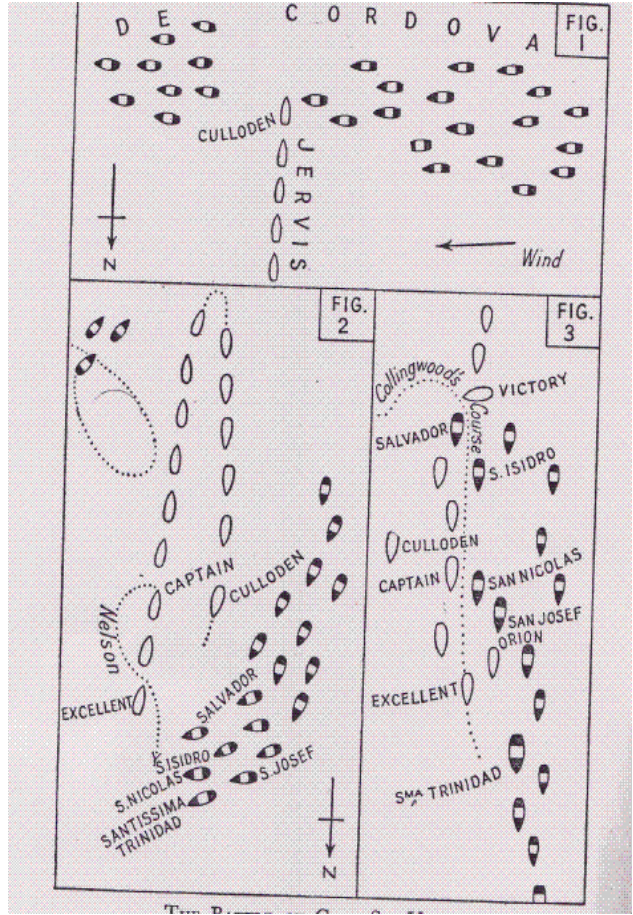 DE CORDOVA
FIG.
1
CULLODEN
JERVIS
N
Wind
FIG.
2
CAPTAIN
CULLODEN
Nelson
EXCELLENT
SALVADOR
S.ISIDRO
S.NICOLAS
S.JOSEF
SANTISSIMA
TRINIDAD
N
FIG.
3
Collingwood's
Course
VICTORY
SALVADOR
S.ISIDRO
CULLODEN
CAPTAIN
SAN NICOLAS
SAN JOSEF
ORION
EXCELLENT
SMA TRINIDAD
THE